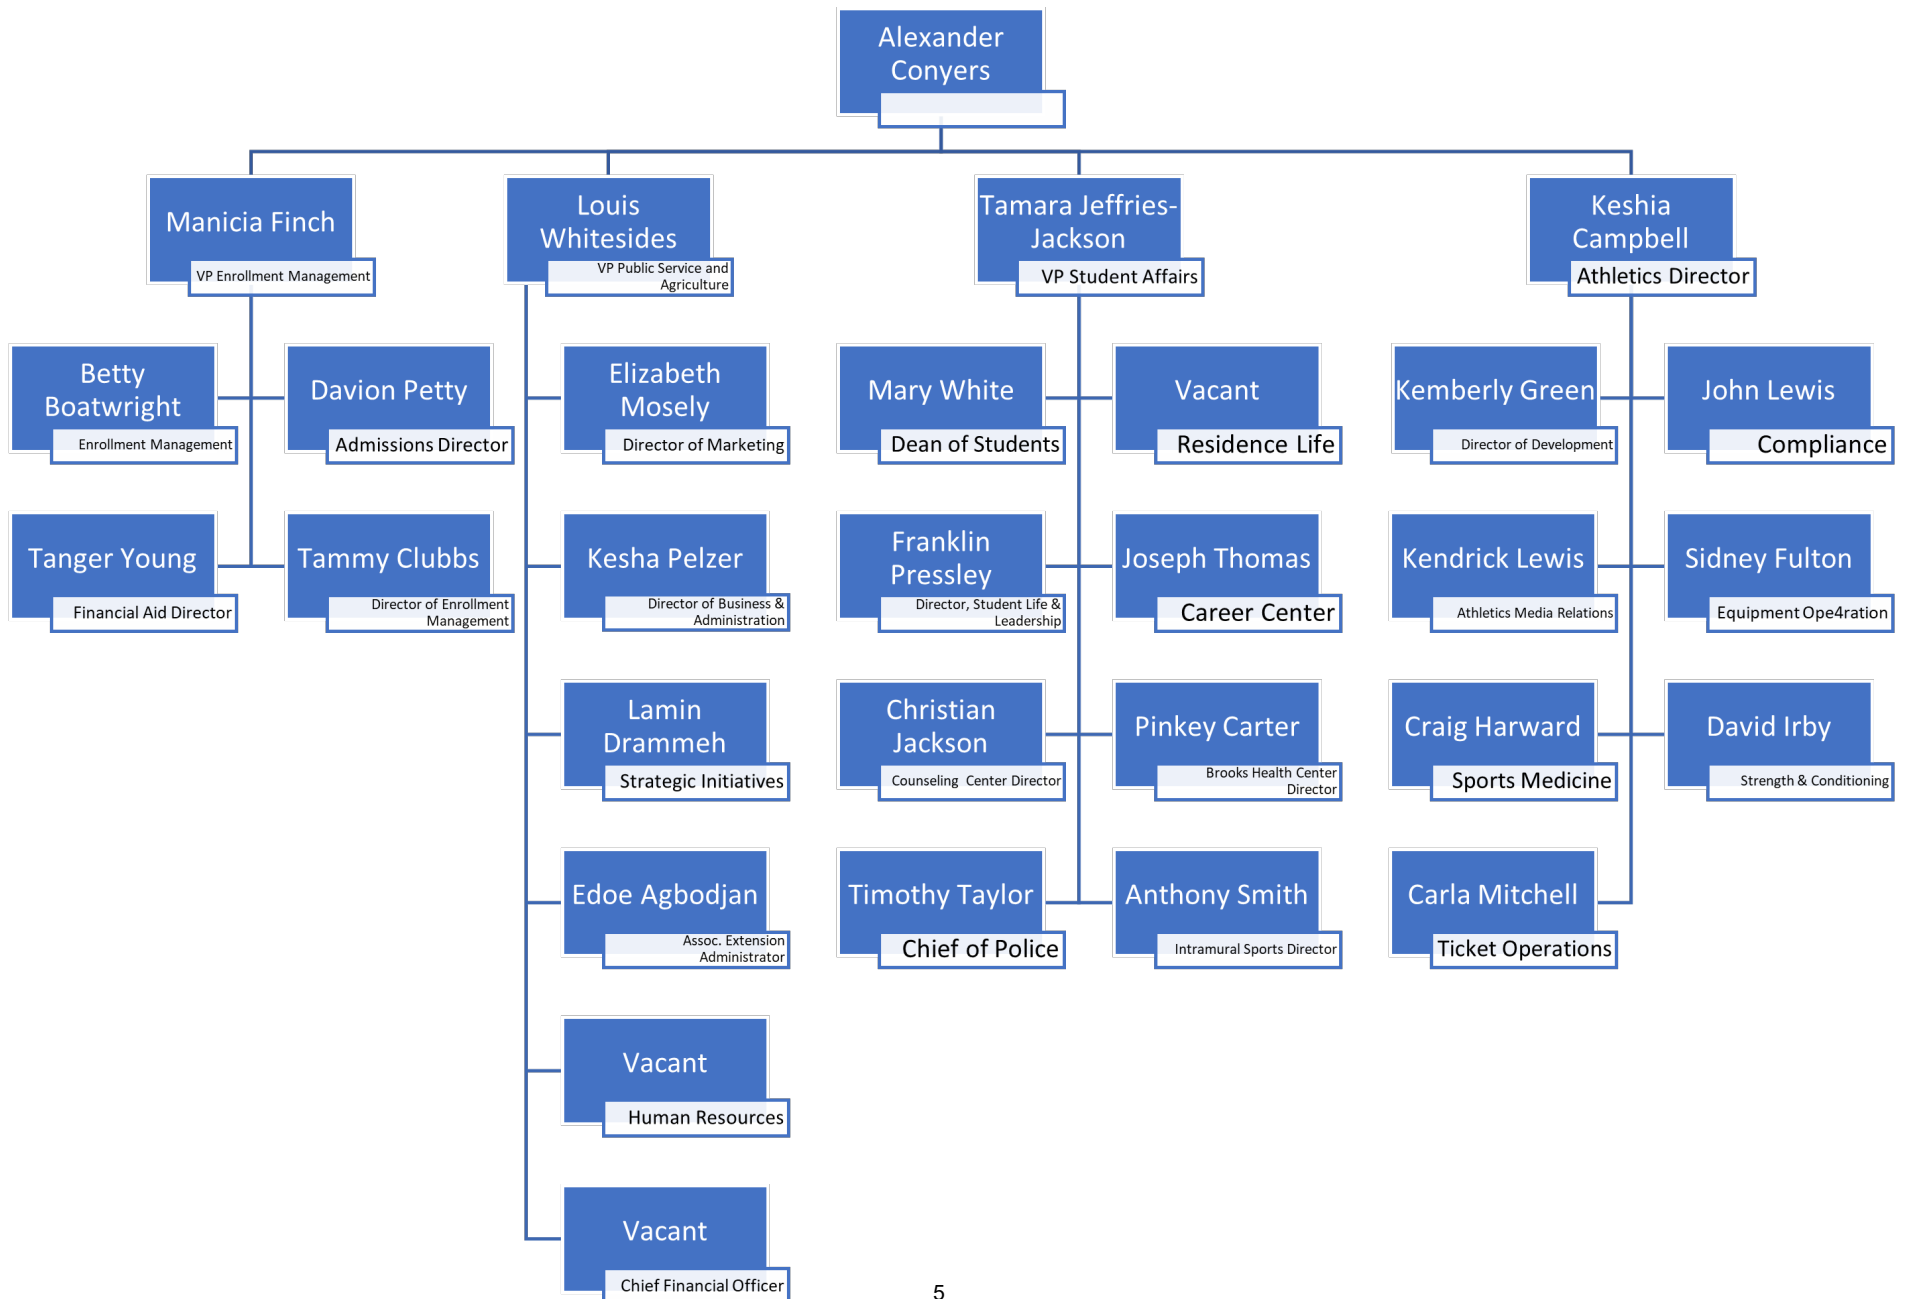 Alexander
Conyers
Manicia Finch
VP Enrollment Management
Louis
Whitesides
VP Public Service and
Agriculture
Tamara Jeffries-
Jackson
VP Student Affairs
Keshia
Campbell
Athletics Director
Betty
Boatwright
Enrollment Management
Davion Petty
Admissions Director
Elizabeth
Mosely
Director of Marketing
Mary White
Dean of Students
Vacant
Residence Life
Kemberly Green
Director of Development
John Lewis
Compliance
Tanger Young
Financial Aid Director
Tammy Clubbs
Director of Enrollment
Management
Kesha Pelzer
Director of Business &
Administration
Franklin
Pressley
Director, Student Life &
Leadership
Joseph Thomas
Career Center
Kendrick Lewis
Athletics Media Relations
Sidney Fulton
Equipment Ope4ration
Lamin
Drammeh
Strategic Initiatives
Christian
Jackson
Counseling Center Director
Pinkey Carter
Brooks Health Center
Director
Craig Harward
Sports Medicine
David Irby
Strength & Conditioning
Edoe Agbodjan
Assoc. Extension
Administrator
Timothy Taylor
Chief of Police
Anthony Smith
Intramural Sports Director
Carla Mitchell
Ticket Operations
Vacant
Human Resources
Vacant
Chief Financial Officer
5